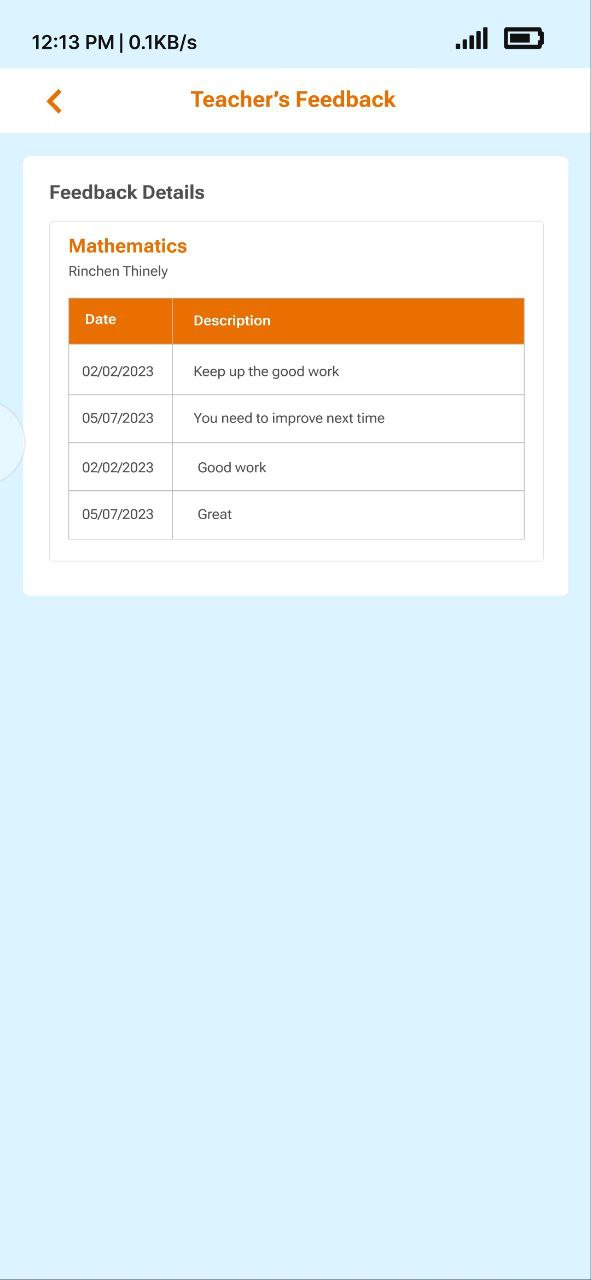 12:13 PM | 0.1KB/s
Teacher's Feedback
Feedback Details
Mathematics
Rinchen Thinely
Date Description
02/02/2023 Keep up the good work
05/07/2023 You need to improve next time
02/02/2023 Good work
05/07/2023 Great